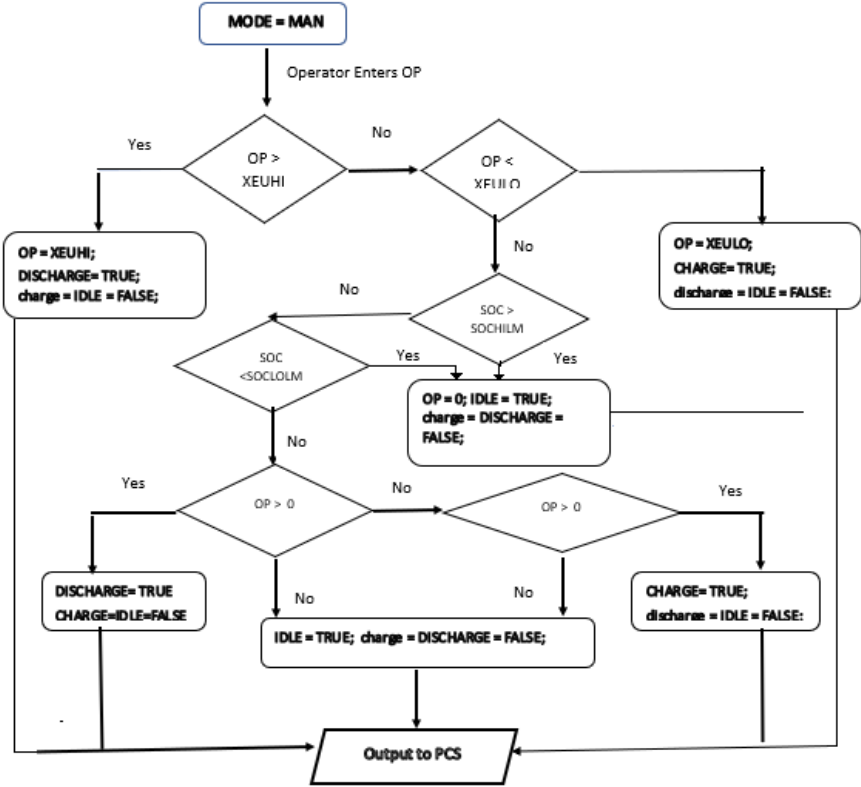 MODE = MAN
Operator Enters OP
Yes
No
OP >
XEUHI
OP <
XEULO
OP = XEUHI;
DISCHARGE= TRUE;
charge = IDLE = FALSE;
OP = XEULO;
CHARGE= TRUE;
discharge = IDLE = FALSE;
No
No
SOC >
SOCHILM
SOC
<SOCLOLM
Yes
Yes
OP = 0; IDLE = TRUE;
charge = DISCHARGE =
FALSE;
No
Yes
No
Yes
OP > 0
OP > 0
DISCHARGE= TRUE
CHARGE=IDLE=FALSE
CHARGE= TRUE;
discharge = IDLE = FALSE;
No
No
IDLE = TRUE; charge = DISCHARGE = FALSE;
Output to PCS